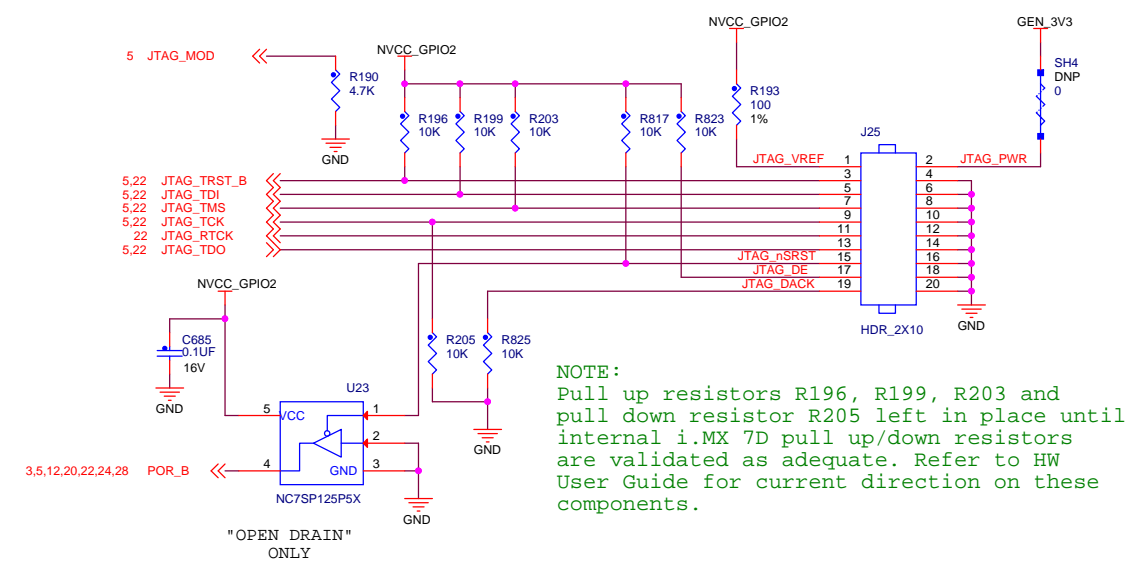 NVCC_GPIO2
GEN_3V3
5 JTAG_MOD
NVCC_GPIO2
SH4
DNP
0
R190
4.7K
R193
100
1%
R196
10K
R199
10K
R203
10K
R817
10K
R823
10K
J25
GND
JTAG_VREF 1
2 JTAG_PWR
3 4
5,22 JTAG_TRST_B
5 6
5,22 JTAG_TDI
7 8
5,22 JTAG_TMS
9 10
5,22 JTAG_TCK
11 12
22 JTAG_RTCK
13 14
5,22 JTAG_TDO
JTAG_nSRST 15 16
JTAG_DE 17 18
JTAG_DACK 19 20
NVCC_GPIO2
HDR_2X10
GND
C685
0.1UF
16V
R205
10K
R825
10K
GND
U23
5 VCC 1
2
3,5,12,20,22,24,28 POR_B 4 GND 3
NC7SP125P5X
GND
GND
"OPEN DRAIN"
ONLY
NOTE:
Pull up resistors R196, R199, R203 and
pull down resistor R205 left in place until
internal i.MX 7D pull up/down resistors
are validated as adequate. Refer to HW
User Guide for current direction on these
components.